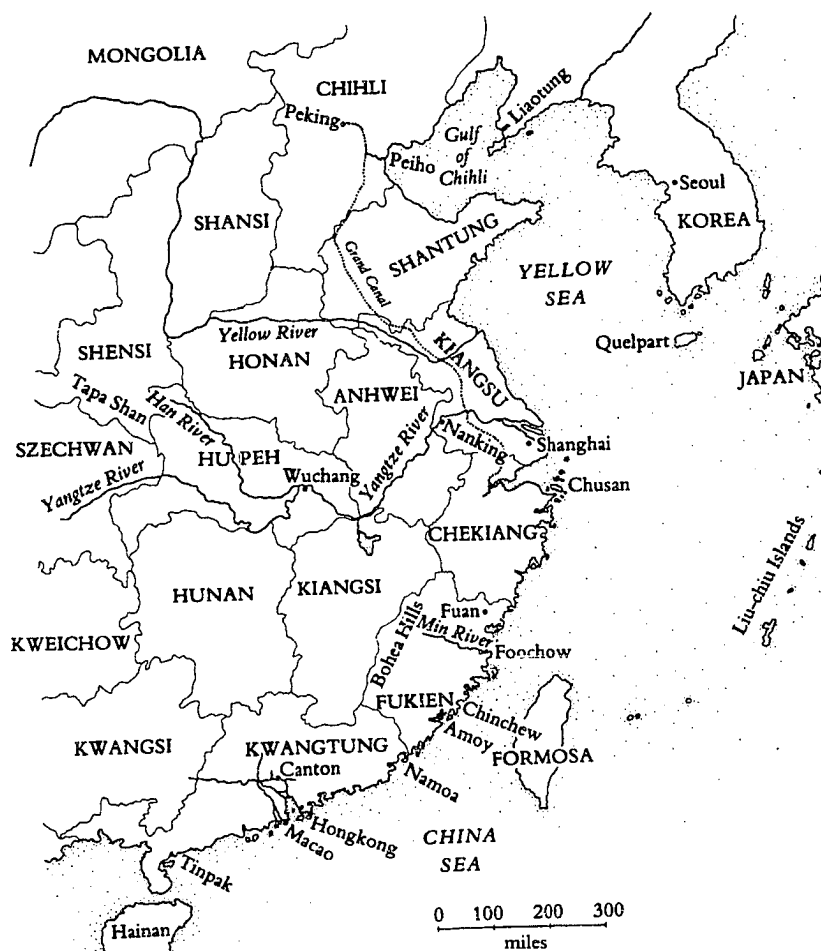 MONGOLIA
CHIHLI
Peking
Liaotung
Gulf
of
Chihli
Peiho
Seoul
KOREA
SHANSI
SHANTUNG
Grand Canal
YELLOW
SEA
Yellow River
HONAN
SHENSI
KIANGSU
Quelpart
JAPAN
ANHWEI
Tapa Shan
Han River
SZECHWAN
Yangtze River
HUPEH
Wuchang
Yangtze River
Nanking
Shanghai
Chusan
CHEKIANG
HUNAN
KIANGSI
Liu-chiu Islands
KWEICHOW
Bohea Hills
Fuan
Min River
Foochow
FUKIEN
Chinchew
Amoy
FORMOSA
KWANGSI
KWANGTUNG
Canton
Namoa
Hongkong
Macao
CHINA
SEA
Tinpak
Hainan
0 100 200 300
miles